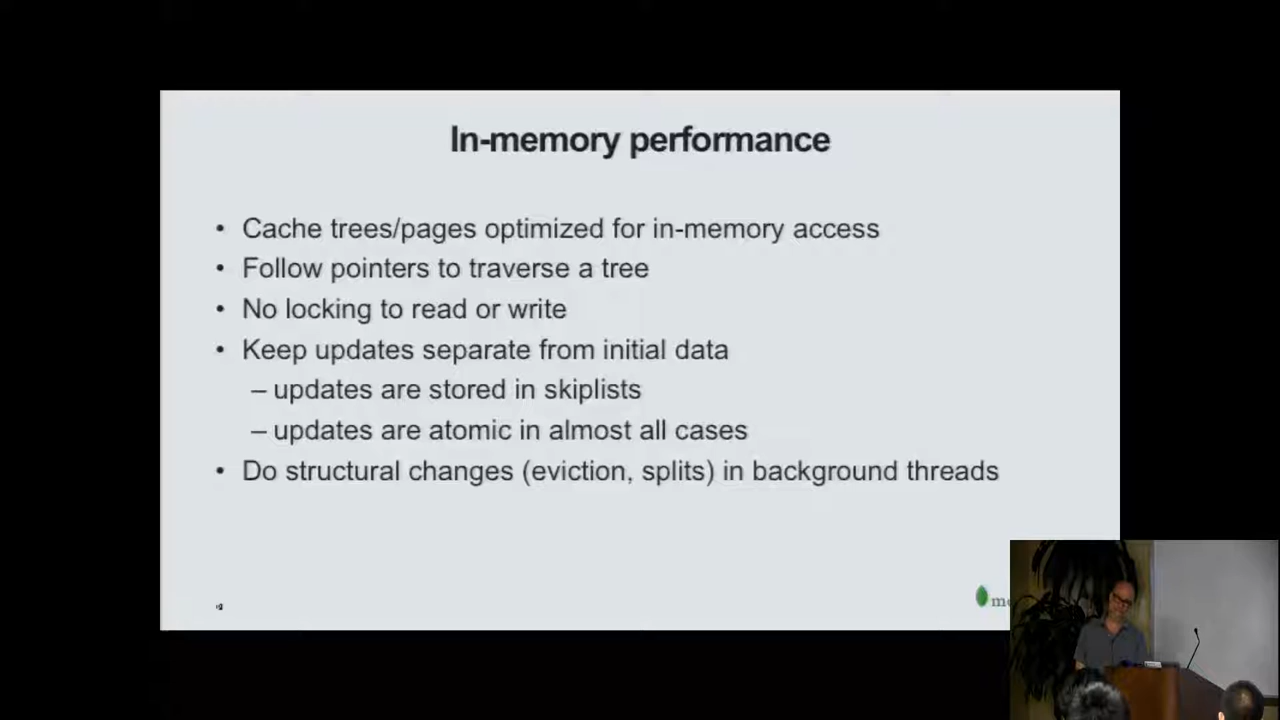 In-memory performance
• Cache trees/pages optimized for in-memory access
• Follow pointers to traverse a tree
• No locking to read or write
• Keep updates separate from initial data
– updates are stored in skiplists
– updates are atomic in almost all cases
• Do structural changes (eviction, splits) in background threads